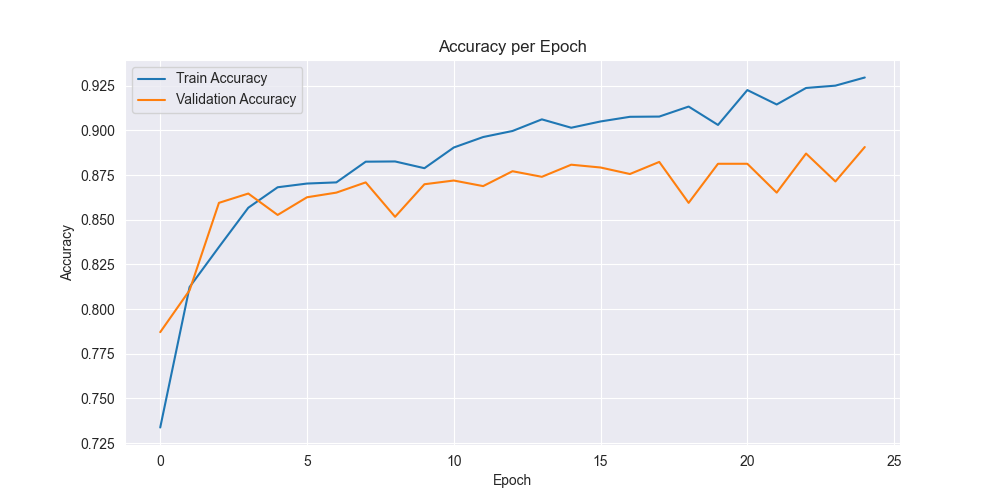 Accuracy per Epoch
Train Accuracy
Validation Accuracy
0.925
0.900
0.875
0.850
0.825
0.800
0.775
0.750
0.725
Accuracy
0 5 10 15 20 25
Epoch